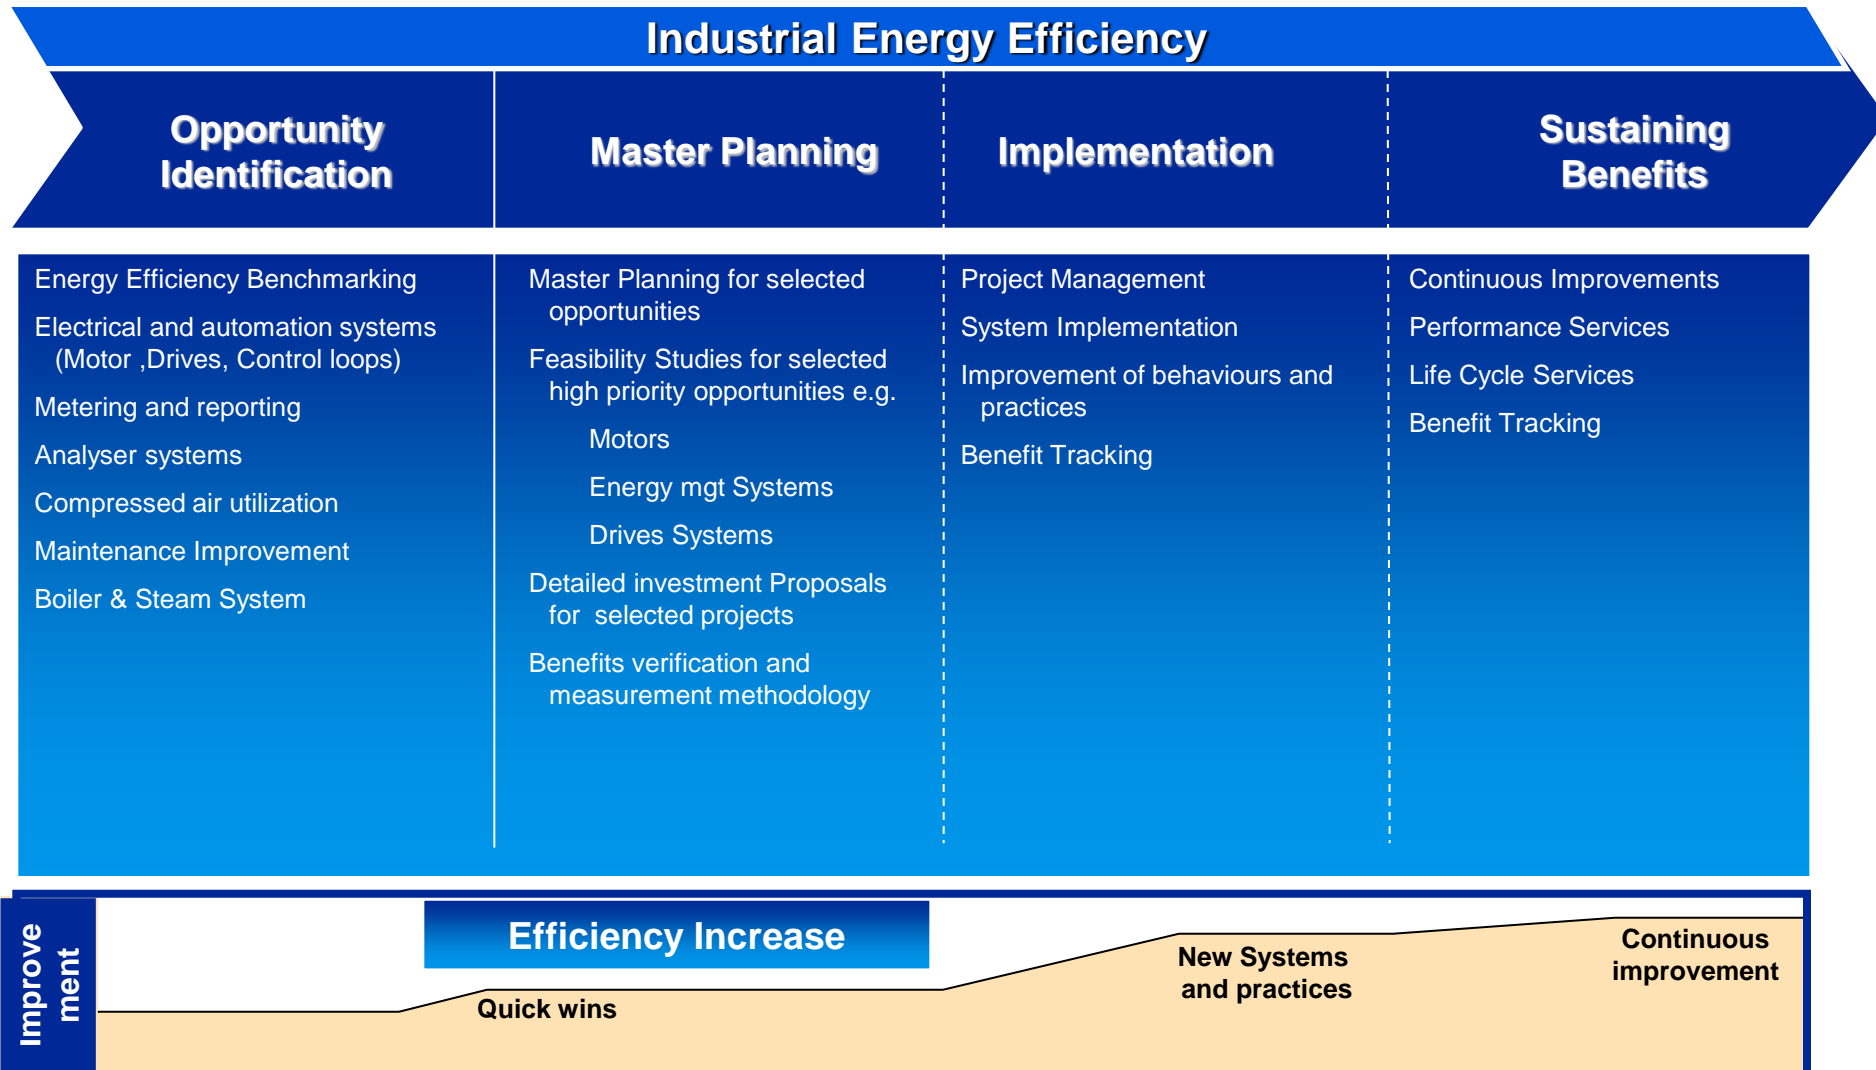 Industrial Energy Efficiency
Opportunity
Identification
Master Planning
Implementation
Sustaining
Benefits
Energy Efficiency Benchmarking
Electrical and automation systems
(Motor ,Drives, Control loops)
Metering and reporting
Analyser systems
Compressed air utilization
Maintenance Improvement
Boiler & Steam System
Master Planning for selected
opportunities
Feasibility Studies for selected
high priority opportunities e.g.
Motors
Energy mgt Systems
Drives Systems
Detailed investment Proposals
for selected projects
Benefits verification and
measurement methodology
Project Management
System Implementation
Improvement of behaviours and
practices
Benefit Tracking
Continuous Improvements
Performance Services
Life Cycle Services
Benefit Tracking
Improve
ment
Efficiency Increase
Quick wins
New Systems
and practices
Continuous
improvement